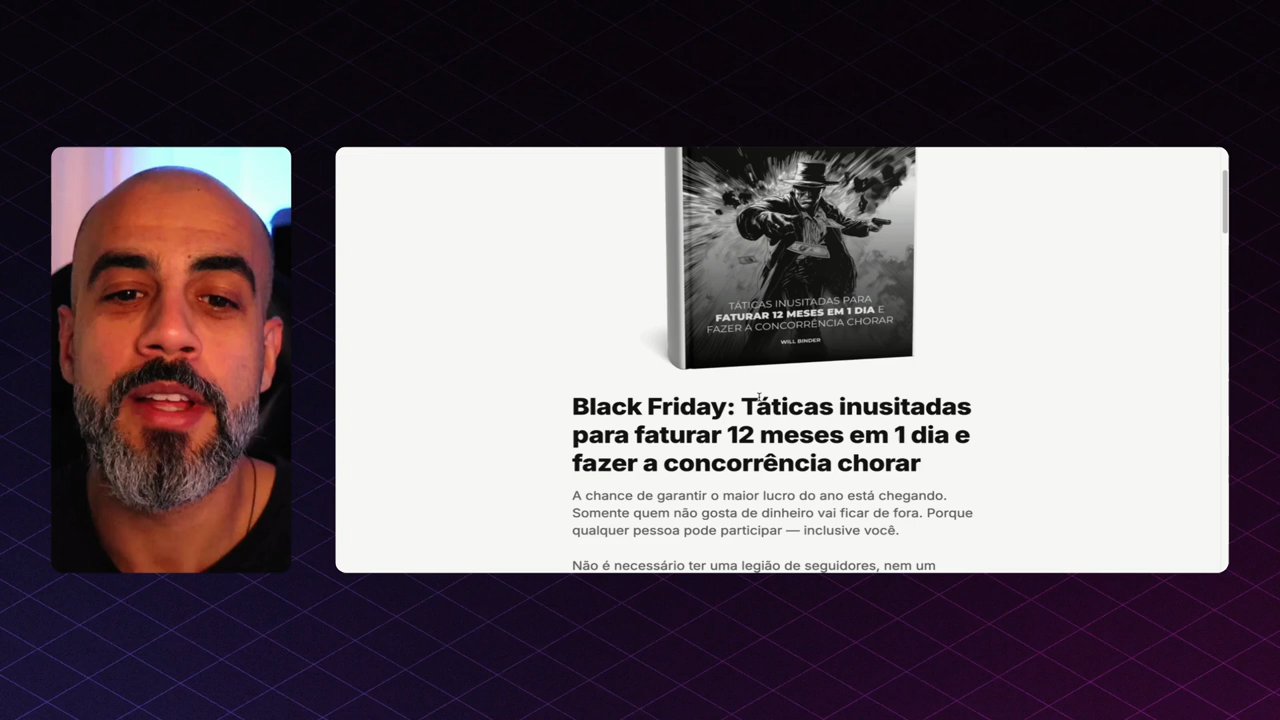 TÁTICAS INUSITADAS PARA
FATURAR 12 MESES EM 1 DIA E
FAZER A CONCORRÊNCIA CHORAR
WILL BINDER
Black Friday: Táticas inusitadas
para faturar 12 meses em 1 dia e
fazer a concorrência chorar
A chance de garantir o maior lucro do ano está chegando.
Somente quem não gosta de dinheiro vai ficar de fora. Porque
qualquer pessoa pode participar — inclusive você.
Não é necessário ter uma legião de seguidores, nem um